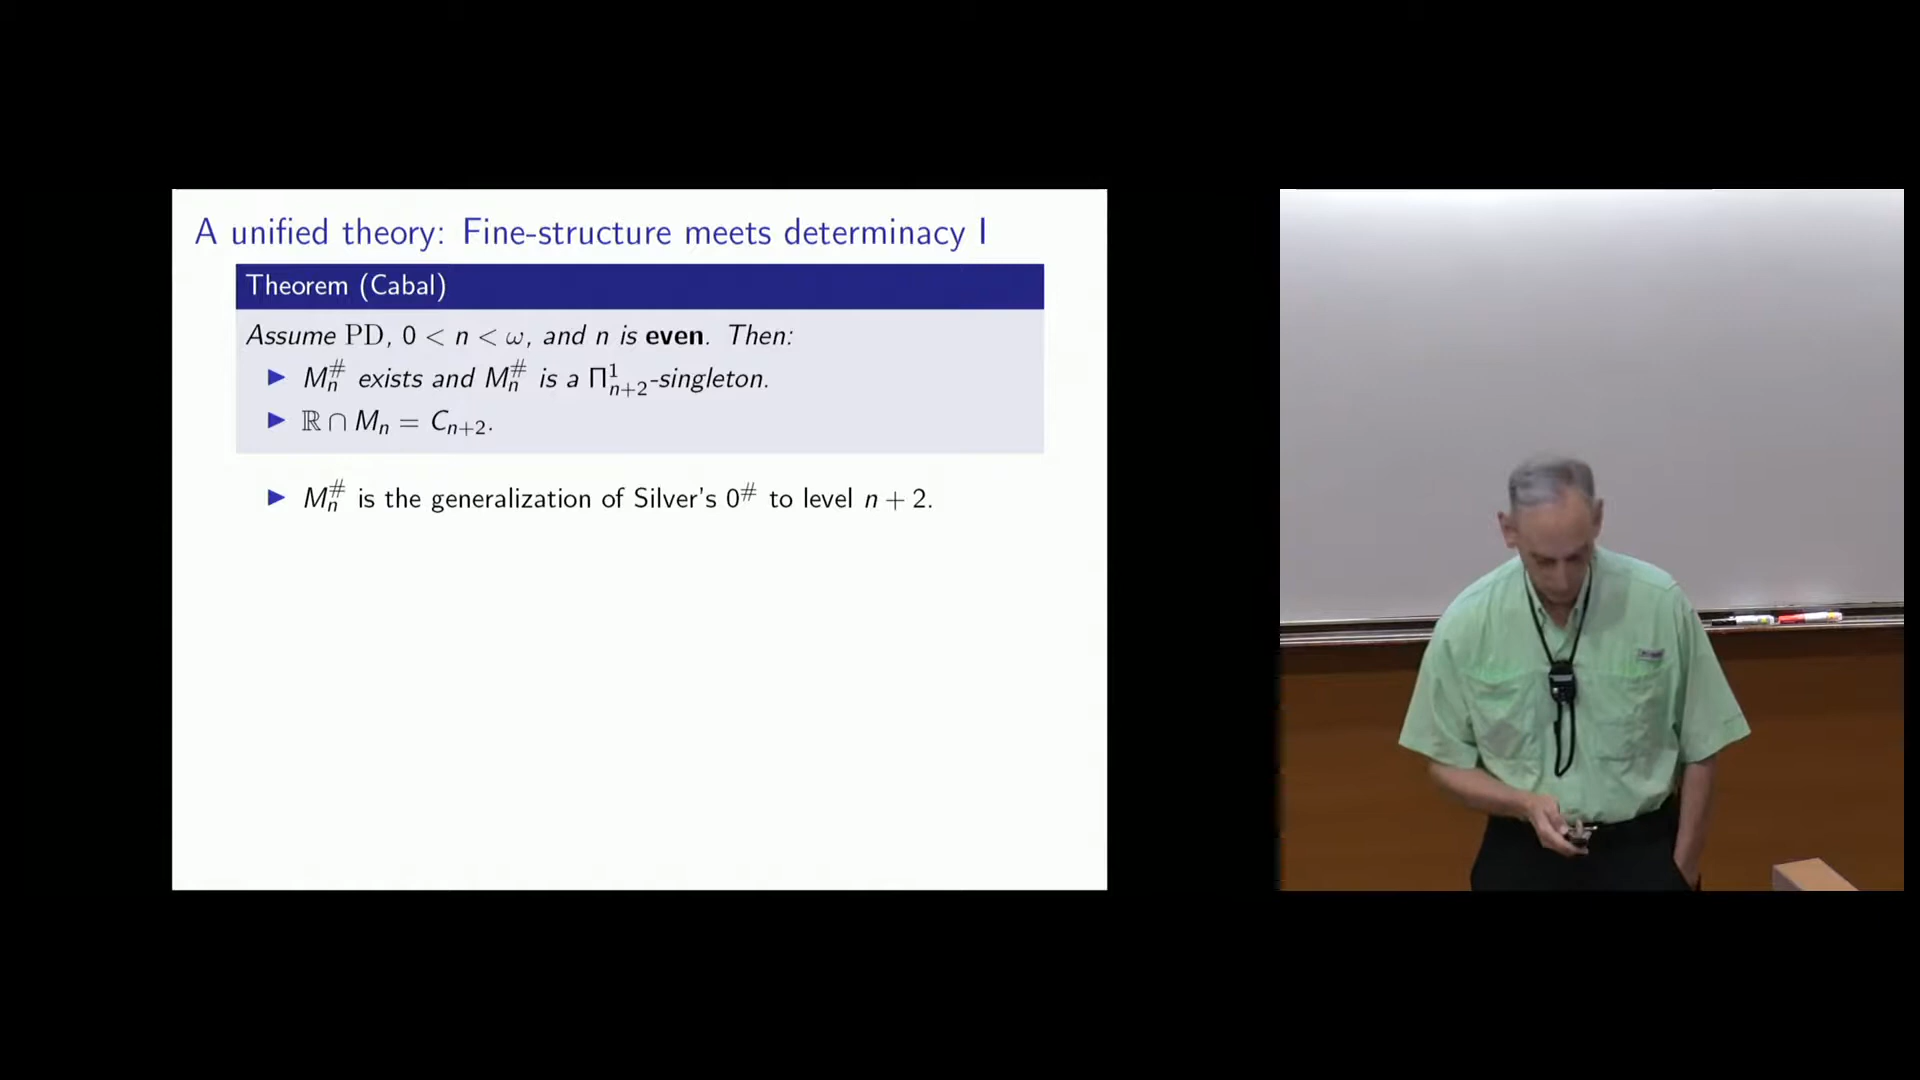 A unified theory: Fine-structure meets determinacy I
Theorem (Cabal)
Assume PD, 0 < n < ω, and n is even. Then:
▶ M_n^# exists and M_n^# is a Π^1_{n+2}-singleton.
▶ ℝ ∩ M_n = C_{n+2}.
▶ M_n^# is the generalization of Silver's 0^# to level n + 2.